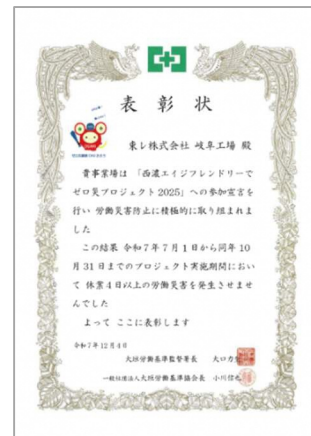 表彰状
東レ株式会社 岐阜工場 殿
貴事業場は 「西濃エイジフレンドリーで
ゼロ災プロジェクト2025」への参加宣言を
行い 労働災害防止に積極的に取り組まれま
した
この結果 令和7年7月1日から同年10
月31日までのプロジェクト実施期間におい
て 休業4日以上の労働災害を発生させませ
んでした
よって ここに表彰します
令和7年12月4日
大垣労働基準監督署長 大口力
一般社団法人大垣労働基準協会長 小川信也